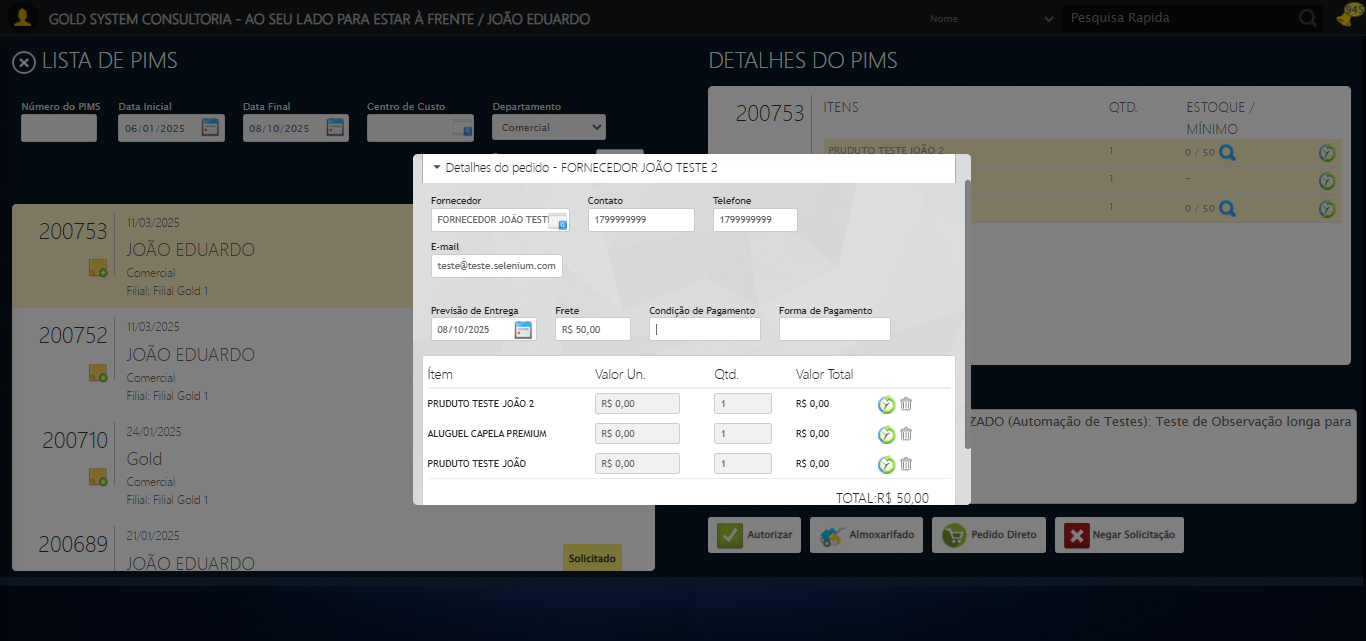 GOLD SYSTEM CONSULTORIA - AO SEU LADO PARA ESTAR À FRENTE / JOÃO EDUARDO
Nome
Pesquisa Rapida
945
LISTA DE PIMS
Número do PIMS
Data Inicial
Data Final
Centro de Custo
Departamento
06/01/2025
08/10/2025
Comercial
200753
11/03/2025
JOÃO EDUARDO
Comercial
Filial: Filial Gold 1
200752
11/03/2025
JOÃO EDUARDO
Comercial
Filial: Filial Gold 1
200710
24/01/2025
Gold
Comercial
Filial: Filial Gold 1
200689
21/01/2025
JOÃO EDUARDO
Solicitado
Detalhes do pedido - FORNECEDOR JOÃO TESTE 2
Fornecedor
Contato
Telefone
FORNECEDOR JOÃO TEST
1799999999
1799999999
E-mail
teste@teste.selenium.com
Previsão de Entrega
Frete
Condição de Pagamento
Forma de Pagamento
08/10/2025
R$ 50,00
Ítem Valor Un. Qtd. Valor Total
PRUDUTO TESTE JOÃO 2 R$ 0,00 1 R$ 0,00
ALUGUEL CAPELA PREMIUM R$ 0,00 1 R$ 0,00
PRUDUTO TESTE JOÃO R$ 0,00 1 R$ 0,00
TOTAL:R$ 50,00
DETALHES DO PIMS
200753
ITENS QTD. ESTOQUE /
MÍNIMO
PRUDUTO TESTE JOÃO 2 1 0 / 50
1 -
1 0 / 50
ZADO (Automação de Testes): Teste de Observação longa para
Autorizar
Almoxarifado
Pedido Direto
Negar Solicitação